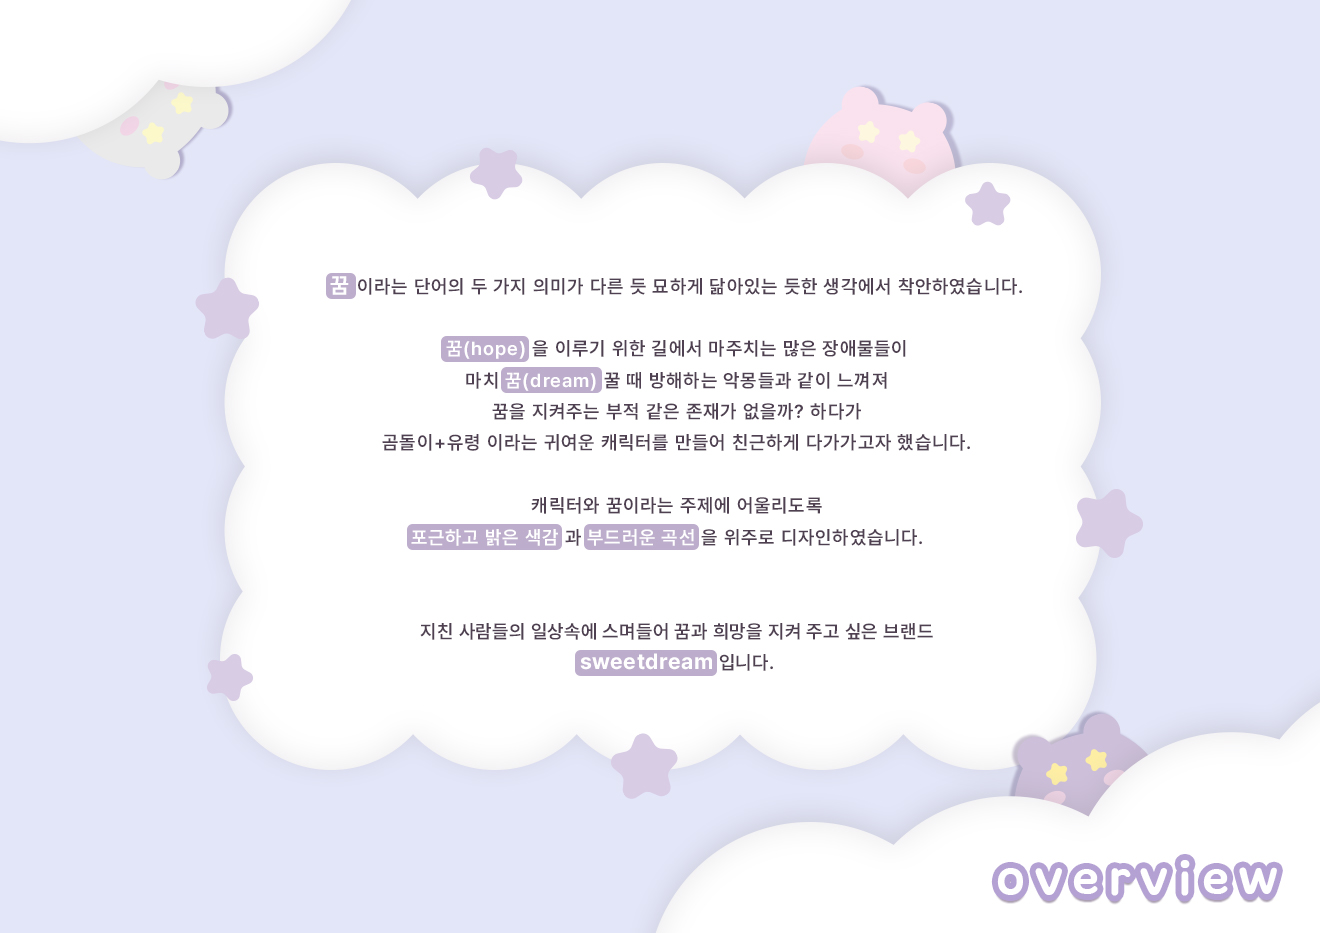 꿈이라는 단어의 두 가지 의미가 다른 듯 묘하게 닮아있는 듯한 생각에서 착안하였습니다.
꿈(hope)을 이루기 위한 길에서 마주치는 많은 장애물들이
마치 꿈(dream)꿀 때 방해하는 악몽들과 같이 느껴져
꿈을 지켜주는 부적 같은 존재가 없을까? 하다가
곰돌이+유령 이라는 귀여운 캐릭터를 만들어 친근하게 다가가고자 했습니다.
캐릭터와 꿈이라는 주제에 어울리도록
포근하고 밝은 색감과 부드러운 곡선을 위주로 디자인하였습니다.
지친 사람들의 일상속에 스며들어 꿈과 희망을 지켜 주고 싶은 브랜드
sweetdream입니다.
overview